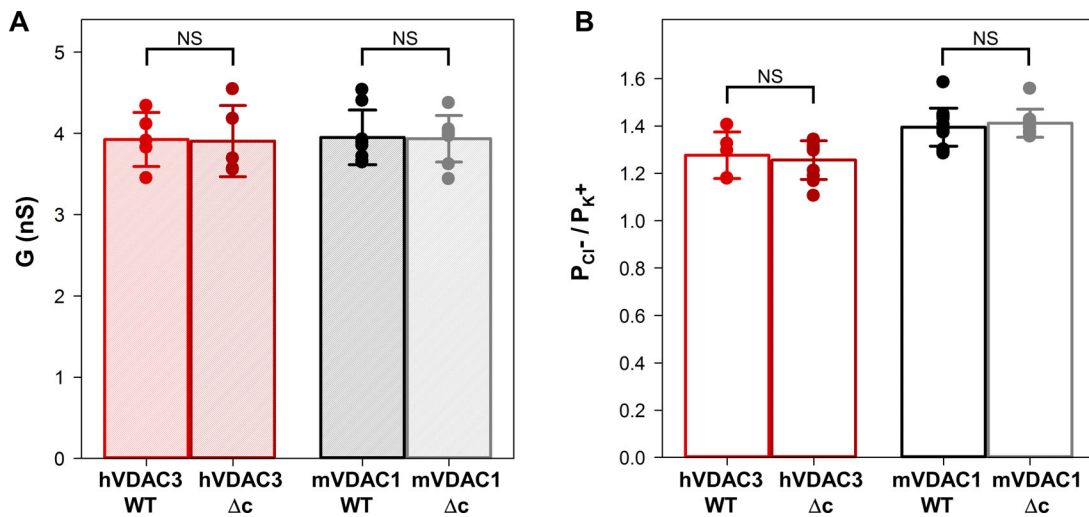 A
B
NS
NS
NS
NS
G (nS)
5
4
3
2
1
0
hVDAC3 WT
hVDAC3 Δc
mVDAC1 WT
mVDAC1 Δc
P_Cl⁻ / P_K⁺
1.6
1.4
1.2
1.0
0.8
0.6
0.4
0.2
0.0
hVDAC3 WT
hVDAC3 Δc
mVDAC1 WT
mVDAC1 Δc